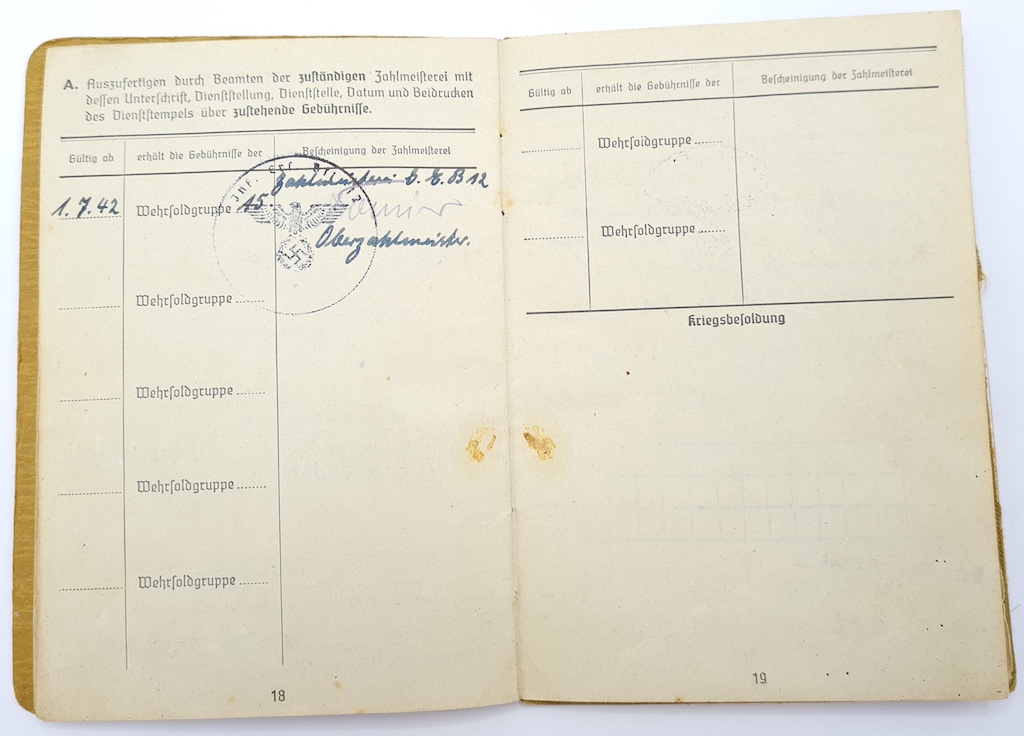 A. Auszufertigen durch Beamten der zuständigen Zahlmeisterei mit
dessen Unterschrift, Dienststellung, Dienststelle, Datum und Beidrucken
des Dienststempels über zustehende Gebührnisse.
Gültig ab erhält die Gebührnisse der Bescheinigung der Zahlmeisterei
Zahlmeisterei
1.7.42 Wehrsoldgruppe 15
Oberzahlmeister.
Wehrsoldgruppe ........
Wehrsoldgruppe ........
Wehrsoldgruppe ........
Wehrsoldgruppe ........
18
Gültig ab erhält die Gebührnisse der Bescheinigung der Zahlmeisterei
Wehrsoldgruppe .......
Wehrsoldgruppe .......
Kriegsbesoldung
19